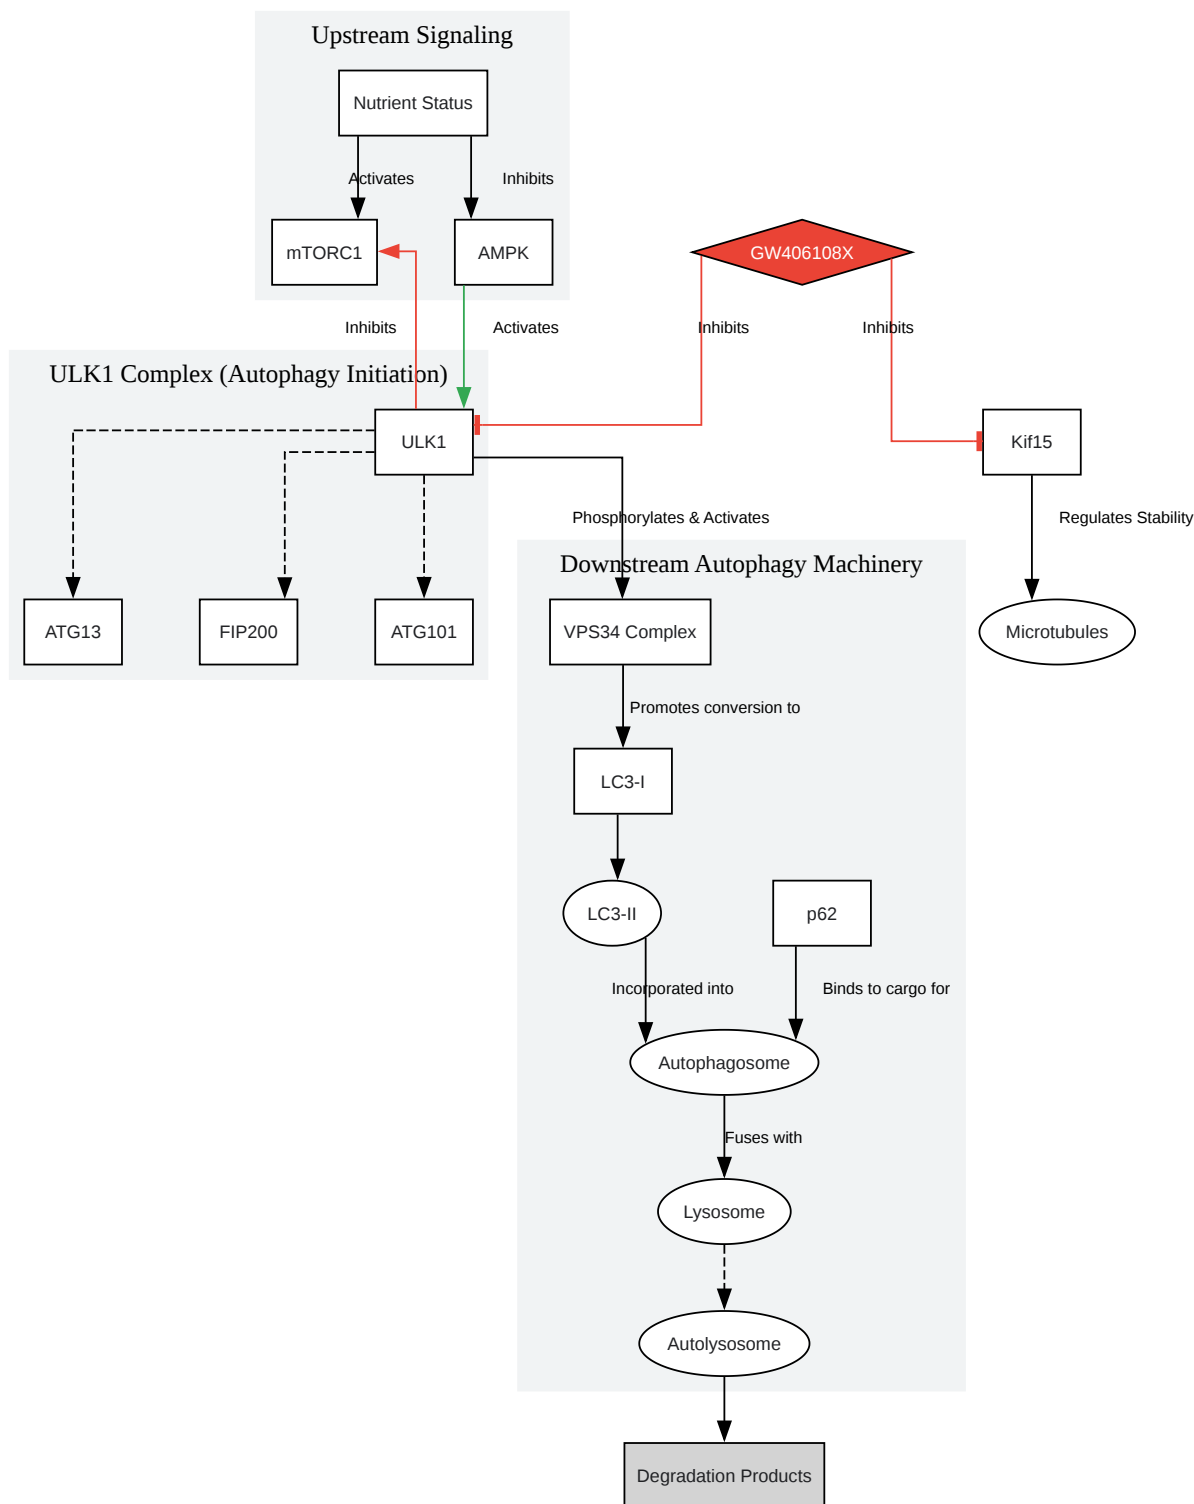 Upstream Signaling
Nutrient Status
Activates
Inhibits
mTORC1
AMPK
GW406108X
Inhibits
Activates
Inhibits
Inhibits
ULK1 Complex (Autophagy Initiation)
ULK1
Kif15
Phosphorylates & Activates
Regulates Stability
Downstream Autophagy Machinery
ATG13
FIP200
ATG101
VPS34 Complex
Microtubules
Promotes conversion to
LC3-I
LC3-II
p62
Incorporated into
Binds to cargo for
Autophagosome
Fuses with
Lysosome
Autolysosome
Degradation Products